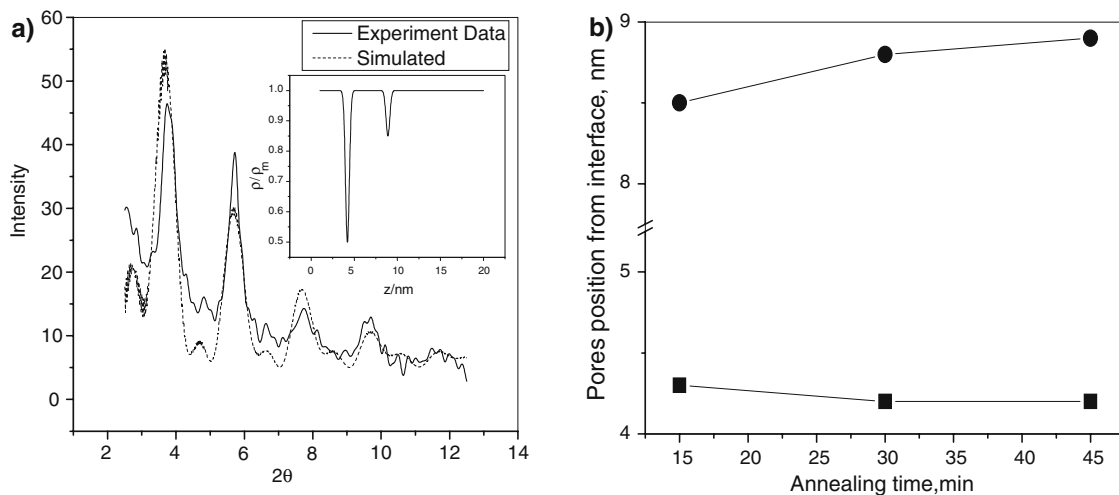 a)
60
50
40
30
20
10
0
Intensity
2 4 6 8 10 12 14
2θ
Experiment Data
Simulated
1.0
0.9
0.8
0.7
0.6
0.5
ρ/ρm
0 5 10 15 20
z/nm
b)
9
8
5
4
Pores position from interface, nm
15 20 25 30 35 40 45
Annealing time,min